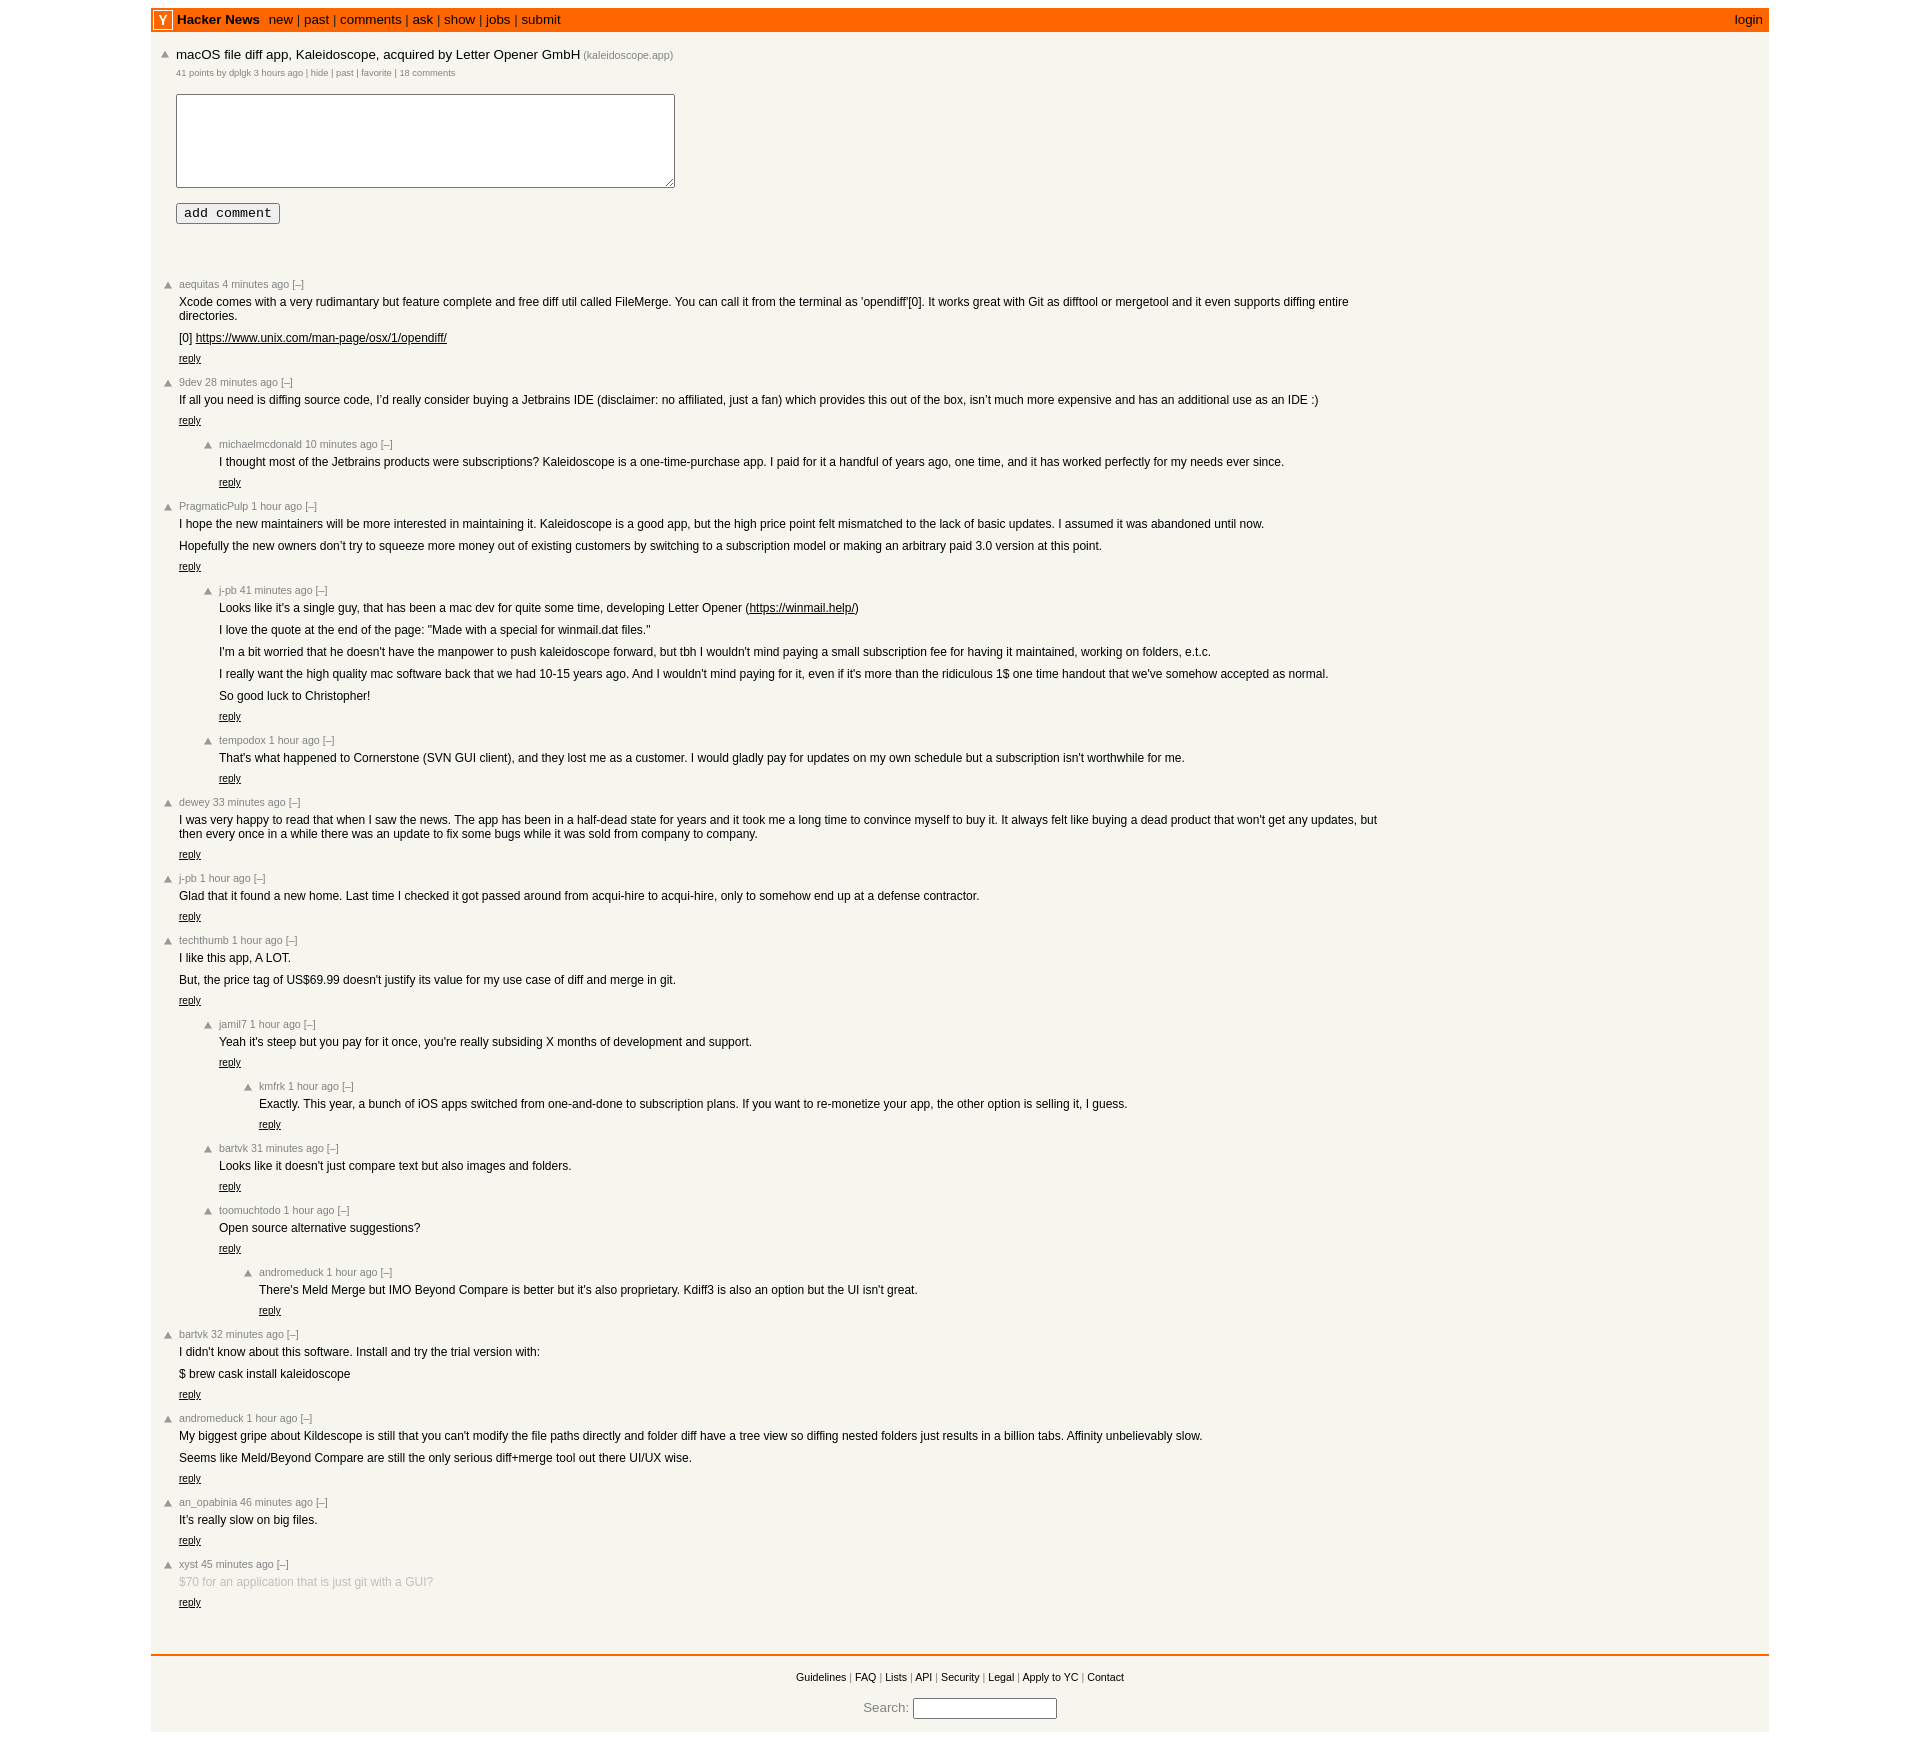 Y Hacker News new | past | comments | ask | show | jobs | submit login
macOS file diff app, Kaleidoscope, acquired by Letter Opener GmbH (kaleidoscope.app)
41 points by dplgk 3 hours ago | hide | past | favorite | 18 comments
add comment
aequitas 4 minutes ago [–]
Xcode comes with a very rudimantary but feature complete and free diff util called FileMerge. You can call it from the terminal as 'opendiff'[0]. It works great with Git as difftool or mergetool and it even supports diffing entire
directories.
[0] https://www.unix.com/man-page/osx/1/opendiff/
reply
9dev 28 minutes ago [–]
If all you need is diffing source code, I’d really consider buying a Jetbrains IDE (disclaimer: no affiliated, just a fan) which provides this out of the box, isn’t much more expensive and has an additional use as an IDE :)
reply
michaelmcdonald 10 minutes ago [–]
I thought most of the Jetbrains products were subscriptions? Kaleidoscope is a one-time-purchase app. I paid for it a handful of years ago, one time, and it has worked perfectly for my needs ever since.
reply
PragmaticPulp 1 hour ago [–]
I hope the new maintainers will be more interested in maintaining it. Kaleidoscope is a good app, but the high price point felt mismatched to the lack of basic updates. I assumed it was abandoned until now.
Hopefully the new owners don’t try to squeeze more money out of existing customers by switching to a subscription model or making an arbitrary paid 3.0 version at this point.
reply
j-pb 41 minutes ago [–]
Looks like it's a single guy, that has been a mac dev for quite some time, developing Letter Opener (https://winmail.help/)
I love the quote at the end of the page: "Made with a special for winmail.dat files."
I'm a bit worried that he doesn't have the manpower to push kaleidoscope forward, but tbh I wouldn't mind paying a small subscription fee for having it maintained, working on folders, e.t.c.
I really want the high quality mac software back that we had 10-15 years ago. And I wouldn't mind paying for it, even if it's more than the ridiculous 1$ one time handout that we've somehow accepted as normal.
So good luck to Christopher!
reply
tempodox 1 hour ago [–]
That's what happened to Cornerstone (SVN GUI client), and they lost me as a customer. I would gladly pay for updates on my own schedule but a subscription isn't worthwhile for me.
reply
dewey 33 minutes ago [–]
I was very happy to read that when I saw the news. The app has been in a half-dead state for years and it took me a long time to convince myself to buy it. It always felt like buying a dead product that won't get any updates, but
then every once in a while there was an update to fix some bugs while it was sold from company to company.
reply
j-pb 1 hour ago [–]
Glad that it found a new home. Last time I checked it got passed around from acqui-hire to acqui-hire, only to somehow end up at a defense contractor.
reply
techthumb 1 hour ago [–]
I like this app, A LOT.
But, the price tag of US$69.99 doesn't justify its value for my use case of diff and merge in git.
reply
jamil7 1 hour ago [–]
Yeah it's steep but you pay for it once, you're really subsiding X months of development and support.
reply
kmfrk 1 hour ago [–]
Exactly. This year, a bunch of iOS apps switched from one-and-done to subscription plans. If you want to re-monetize your app, the other option is selling it, I guess.
reply
bartvk 31 minutes ago [–]
Looks like it doesn't just compare text but also images and folders.
reply
toomuchtodo 1 hour ago [–]
Open source alternative suggestions?
reply
andromeduck 1 hour ago [–]
There's Meld Merge but IMO Beyond Compare is better but it's also proprietary. Kdiff3 is also an option but the UI isn't great.
reply
bartvk 32 minutes ago [–]
I didn't know about this software. Install and try the trial version with:
$ brew cask install kaleidoscope
reply
andromeduck 1 hour ago [–]
My biggest gripe about Kildescope is still that you can't modify the file paths directly and folder diff have a tree view so diffing nested folders just results in a billion tabs. Affinity unbelievably slow.
Seems like Meld/Beyond Compare are still the only serious diff+merge tool out there UI/UX wise.
reply
an_opabinia 46 minutes ago [–]
It’s really slow on big files.
reply
xyst 45 minutes ago [–]
$70 for an application that is just git with a GUI?
reply
Guidelines | FAQ | Lists | API | Security | Legal | Apply to YC | Contact
Search: